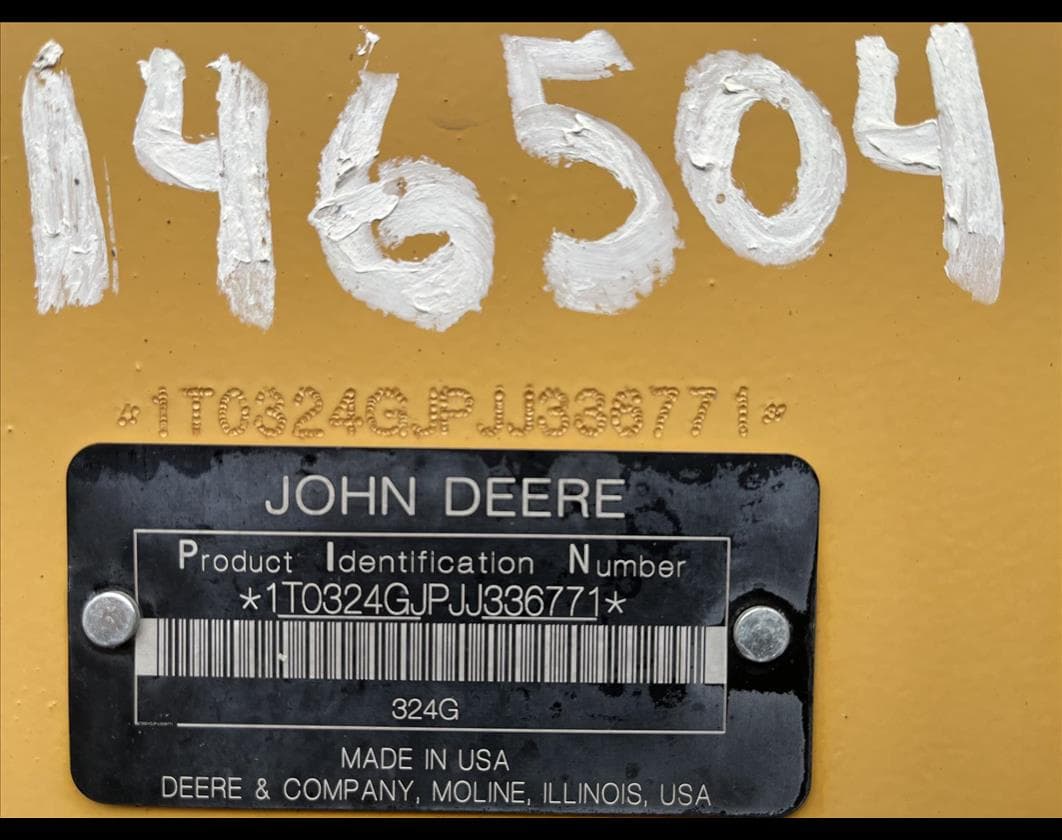 146504
*1T0324GJPJJ336771*
JOHN DEERE
Product Identification Number
*1T0324GJPJJ336771*
324G
MADE IN USA
DEERE & COMPANY, MOLINE, ILLINOIS, USA